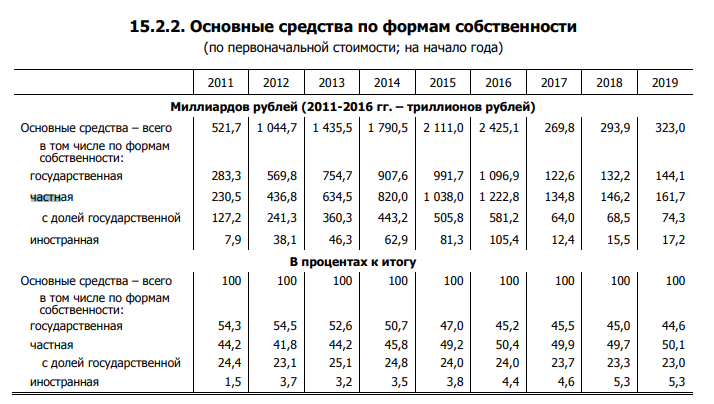 15.2.2. Основные средства по формам собственности
(по первоначальной стоимости; на начало года)
2011 2012 2013 2014 2015 2016 2017 2018 2019
Миллиардов рублей (2011-2016 гг. – триллионов рублей)
Основные средства – всего 521,7 1 044,7 1 435,5 1 790,5 2 111,0 2 425,1 269,8 293,9 323,0
в том числе по формам
собственности:
государственная 283,3 569,8 754,7 907,6 991,7 1 096,9 122,6 132,2 144,1
частная 230,5 436,8 634,5 820,0 1 038,0 1 222,8 134,8 146,2 161,7
с долей государственной 127,2 241,3 360,3 443,2 505,8 581,2 64,0 68,5 74,3
иностранная 7,9 38,1 46,3 62,9 81,3 105,4 12,4 15,5 17,2
В процентах к итогу
Основные средства – всего 100 100 100 100 100 100 100 100 100
в том числе по формам
собственности:
государственная 54,3 54,5 52,6 50,7 47,0 45,2 45,5 45,0 44,6
частная 44,2 41,8 44,2 45,8 49,2 50,4 49,9 49,7 50,1
с долей государственной 24,4 23,1 25,1 24,8 24,0 24,0 23,7 23,3 23,0
иностранная 1,5 3,7 3,2 3,5 3,8 4,4 4,6 5,3 5,3